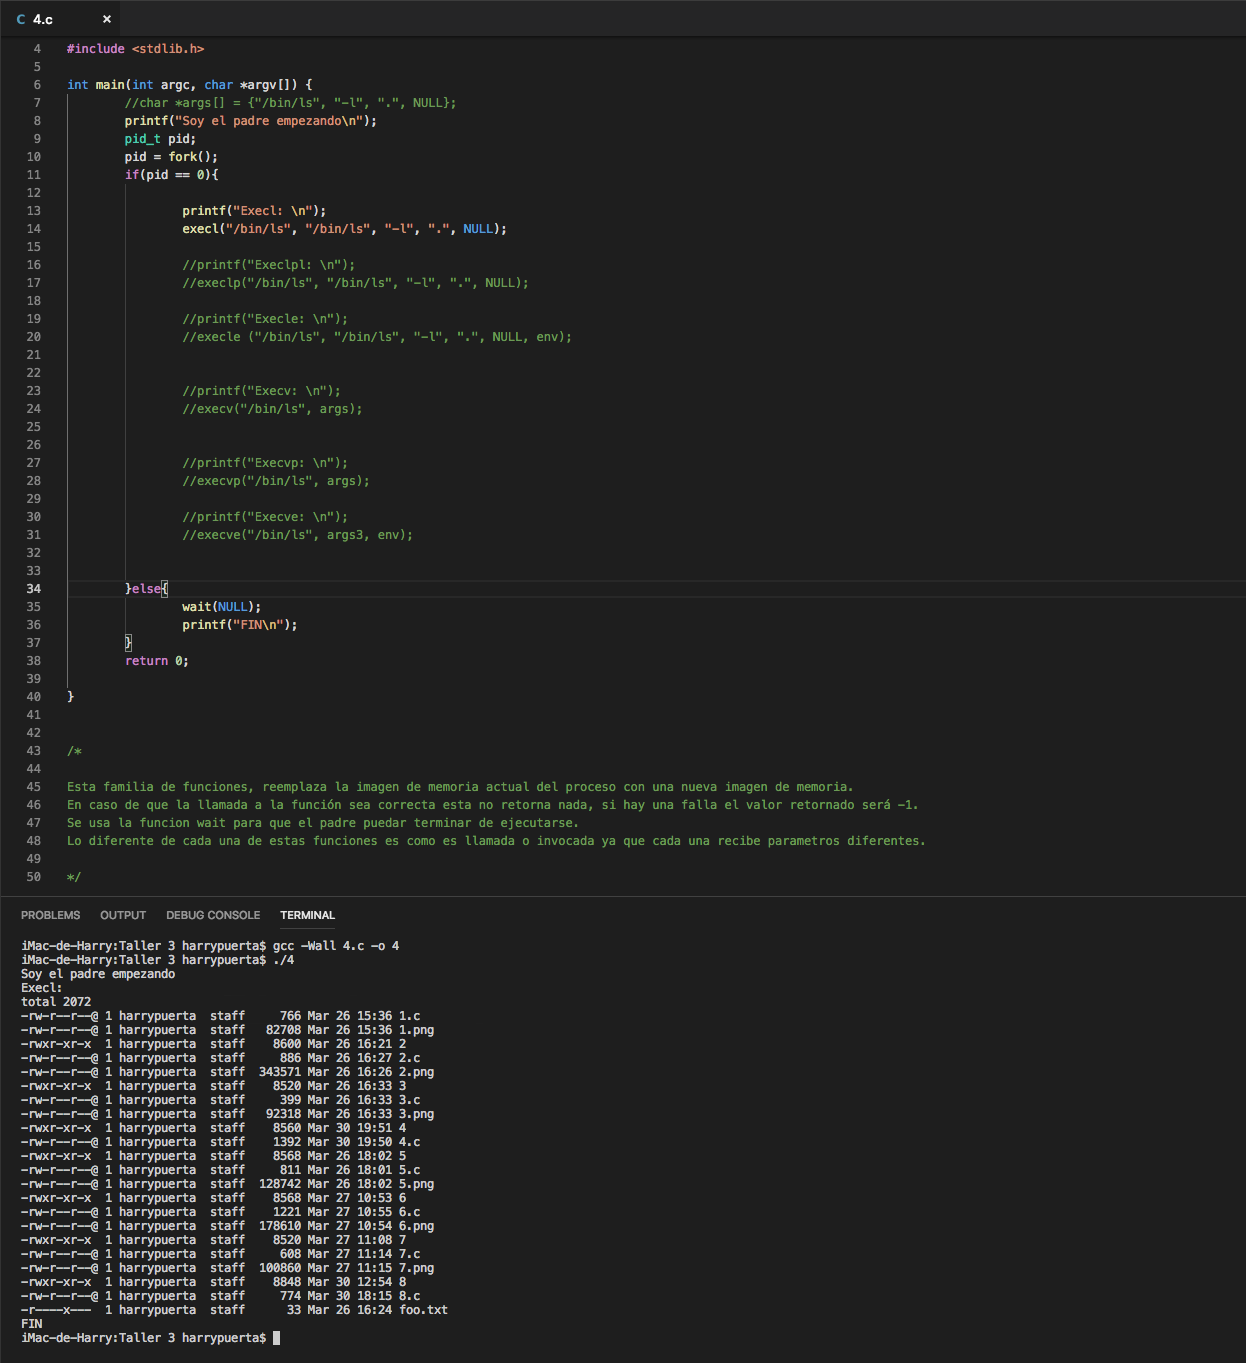 C 4.c ×
4 #include <stdlib.h>
5
6 int main(int argc, char *argv[]) {
7 //char *args[] = {"/bin/ls", "-l", ".", NULL};
8 printf("Soy el padre empezando\n");
9 pid_t pid;
10 pid = fork();
11 if(pid == 0){
12
13 printf("Execl: \n");
14 execl("/bin/ls", "/bin/ls", "-l", ".", NULL);
15
16 //printf("Execlpl: \n");
17 //execlp("/bin/ls", "/bin/ls", "-l", ".", NULL);
18
19 //printf("Execle: \n");
20 //execle ("/bin/ls", "/bin/ls", "-l", ".", NULL, env);
21
22
23 //printf("Execv: \n");
24 //execv("/bin/ls", args);
25
26
27 //printf("Execvp: \n");
28 //execvp("/bin/ls", args);
29
30 //printf("Execve: \n");
31 //execve("/bin/ls", args3, env);
32
33
34 }else{
35 wait(NULL);
36 printf("FIN\n");
37 }
38 return 0;
39
40 }
41
42
43 /*
44
45 Esta familia de funciones, reemplaza la imagen de memoria actual del proceso con una nueva imagen de memoria.
46 En caso de que la llamada a la función sea correcta esta no retorna nada, si hay una falla el valor retornado será -1.
47 Se usa la funcion wait para que el padre puedar terminar de ejecutarse.
48 Lo diferente de cada una de estas funciones es como es llamada o invocada ya que cada una recibe parametros diferentes.
49
50 */
PROBLEMS OUTPUT DEBUG CONSOLE TERMINAL
iMac-de-Harry:Taller 3 harrypuerta$ gcc -Wall 4.c -o 4
iMac-de-Harry:Taller 3 harrypuerta$ ./4
Soy el padre empezando
Execl:
total 2072
-rw-r--r--@ 1 harrypuerta  staff     766 Mar 26 15:36 1.c
-rw-r--r--@ 1 harrypuerta  staff   82708 Mar 26 15:36 1.png
-rwxr-xr-x  1 harrypuerta  staff    8600 Mar 26 16:21 2
-rw-r--r--@ 1 harrypuerta  staff     886 Mar 26 16:27 2.c
-rw-r--r--@ 1 harrypuerta  staff  343571 Mar 26 16:26 2.png
-rwxr-xr-x  1 harrypuerta  staff    8520 Mar 26 16:33 3
-rw-r--r--@ 1 harrypuerta  staff     399 Mar 26 16:33 3.c
-rw-r--r--@ 1 harrypuerta  staff   92318 Mar 26 16:33 3.png
-rwxr-xr-x  1 harrypuerta  staff    8560 Mar 30 19:51 4
-rw-r--r--@ 1 harrypuerta  staff    1392 Mar 30 19:50 4.c
-rwxr-xr-x  1 harrypuerta  staff    8568 Mar 26 18:02 5
-rw-r--r--@ 1 harrypuerta  staff     811 Mar 26 18:01 5.c
-rw-r--r--@ 1 harrypuerta  staff  128742 Mar 26 18:02 5.png
-rwxr-xr-x  1 harrypuerta  staff    8568 Mar 27 10:53 6
-rw-r--r--@ 1 harrypuerta  staff    1221 Mar 27 10:55 6.c
-rw-r--r--@ 1 harrypuerta  staff  178610 Mar 27 10:54 6.png
-rwxr-xr-x  1 harrypuerta  staff    8520 Mar 27 11:08 7
-rw-r--r--@ 1 harrypuerta  staff     608 Mar 27 11:14 7.c
-rw-r--r--@ 1 harrypuerta  staff  100860 Mar 27 11:15 7.png
-rwxr-xr-x  1 harrypuerta  staff    8848 Mar 30 12:54 8
-rw-r--r--@ 1 harrypuerta  staff     774 Mar 30 18:15 8.c
-r----x---  1 harrypuerta  staff      33 Mar 26 16:24 foo.txt
FIN
iMac-de-Harry:Taller 3 harrypuerta$